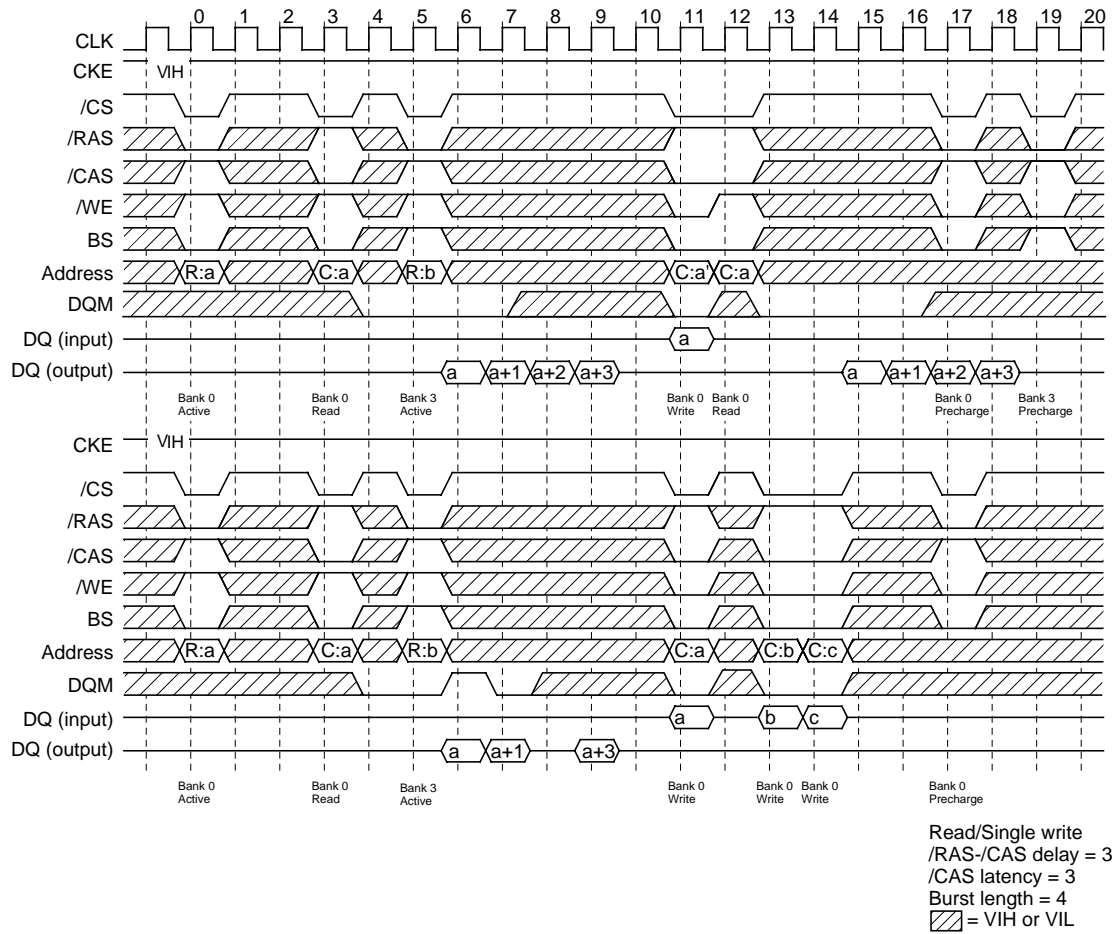 0 1 2 3 4 5 6 7 8 9 10 11 12 13 14 15 16 17 18 19 20
CLK
CKE VIH
/CS
/RAS
/CAS
/WE
BS
Address R:a C:a R:b C:a' C:a
DQM
DQ (input) a
DQ (output) a a+1 a+2 a+3 a a+1 a+2 a+3
Bank 0 Bank 0 Bank 3 Bank 0 Bank 0 Bank 0 Bank 3
Active Read Active Write Read Precharge Precharge
CKE VIH
/CS
/RAS
/CAS
/WE
BS
Address R:a C:a R:b C:a C:b C:c
DQM
DQ (input) a b c
DQ (output) a a+1 a+3
Bank 0 Bank 0 Bank 3 Bank 0 Bank 0 Bank 0 Bank 0
Active Read Active Write Write Write Precharge
Read/Single write
/RAS-/CAS delay = 3
/CAS latency = 3
Burst length = 4
= VIH or VIL